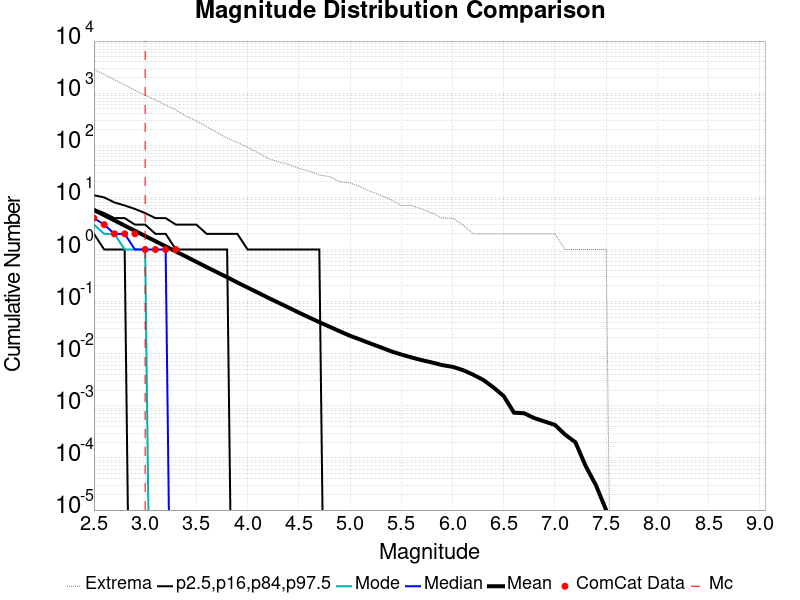 Magnitude Distribution Comparison
10^4
10^3
10^2
10^1
10^0
10^-1
10^-2
10^-3
10^-4
10^-5
Cumulative Number
2.5 3.0 3.5 4.0 4.5 5.0 5.5 6.0 6.5 7.0 7.5 8.0 8.5 9.0
Magnitude
Extrema p2.5,p16,p84,p97.5 Mode Median Mean ComCat Data Mc